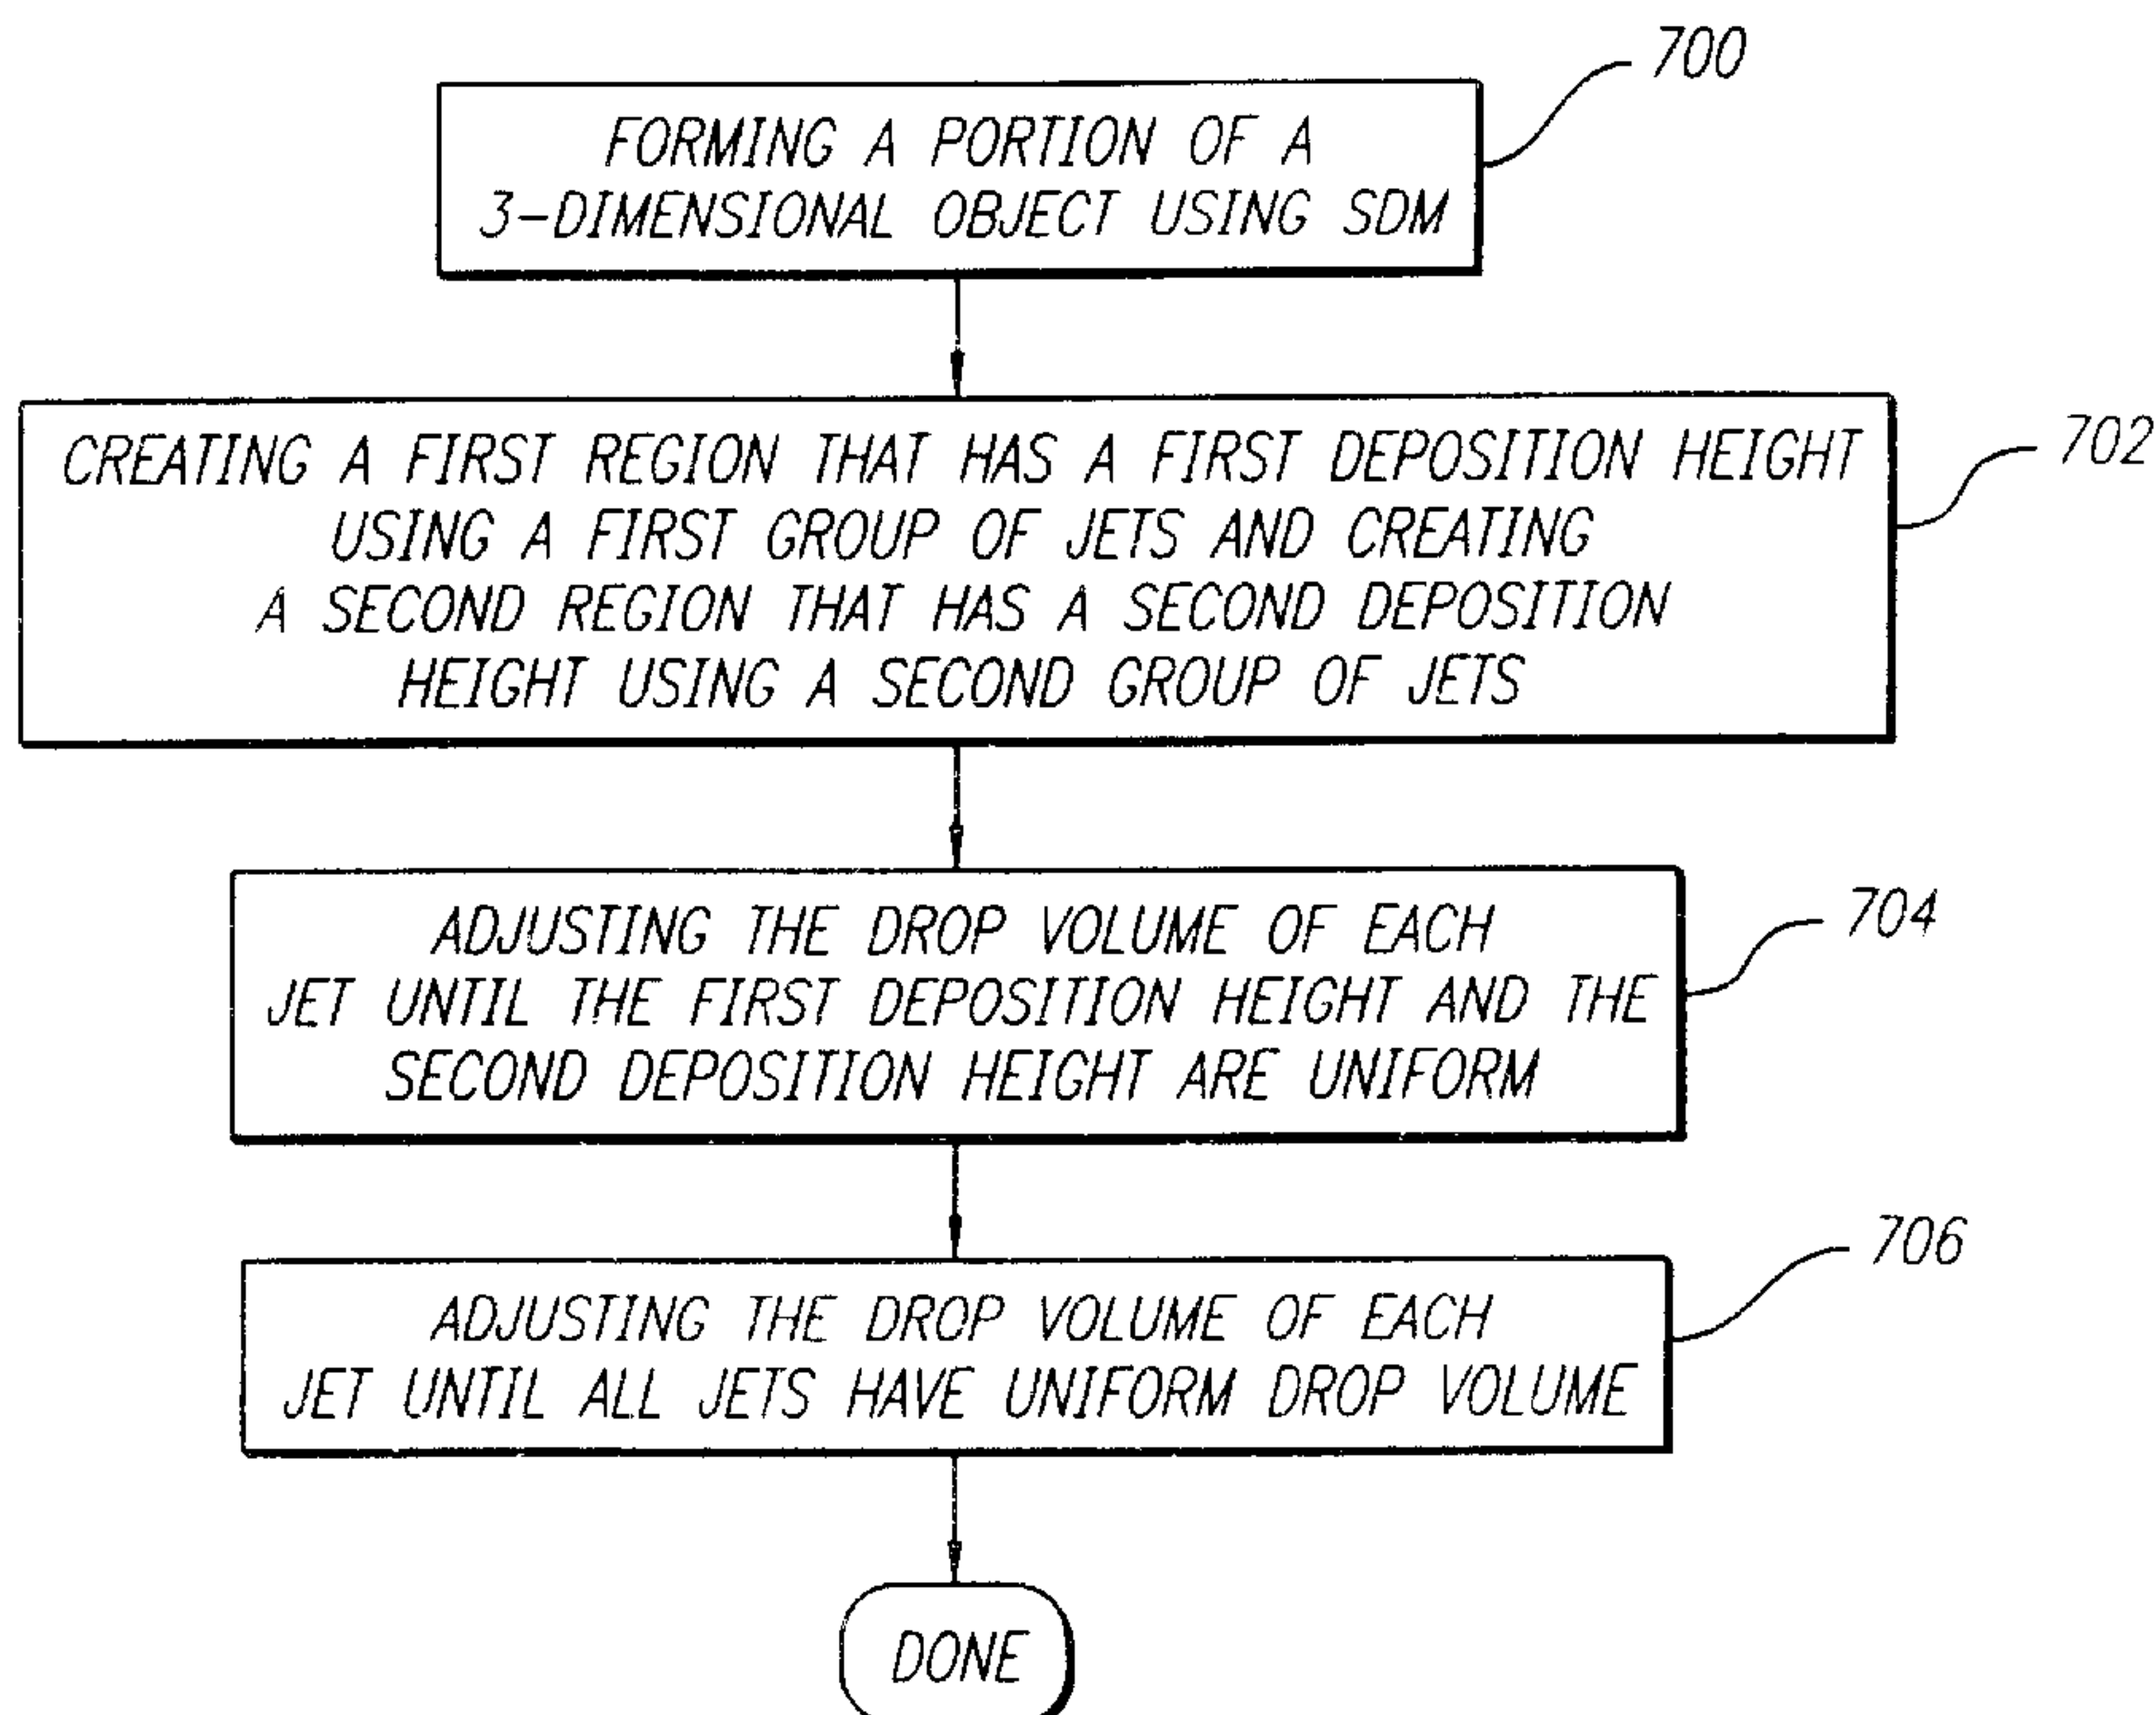 700
FORMING A PORTION OF A
3-DIMENSIONAL OBJECT USING SDM
702
CREATING A FIRST REGION THAT HAS A FIRST DEPOSITION HEIGHT
USING A FIRST GROUP OF JETS AND CREATING
A SECOND REGION THAT HAS A SECOND DEPOSITION
HEIGHT USING A SECOND GROUP OF JETS
704
ADJUSTING THE DROP VOLUME OF EACH
JET UNTIL THE FIRST DEPOSITION HEIGHT AND THE
SECOND DEPOSITION HEIGHT ARE UNIFORM
706
ADJUSTING THE DROP VOLUME OF EACH
JET UNTIL ALL JETS HAVE UNIFORM DROP VOLUME
DONE